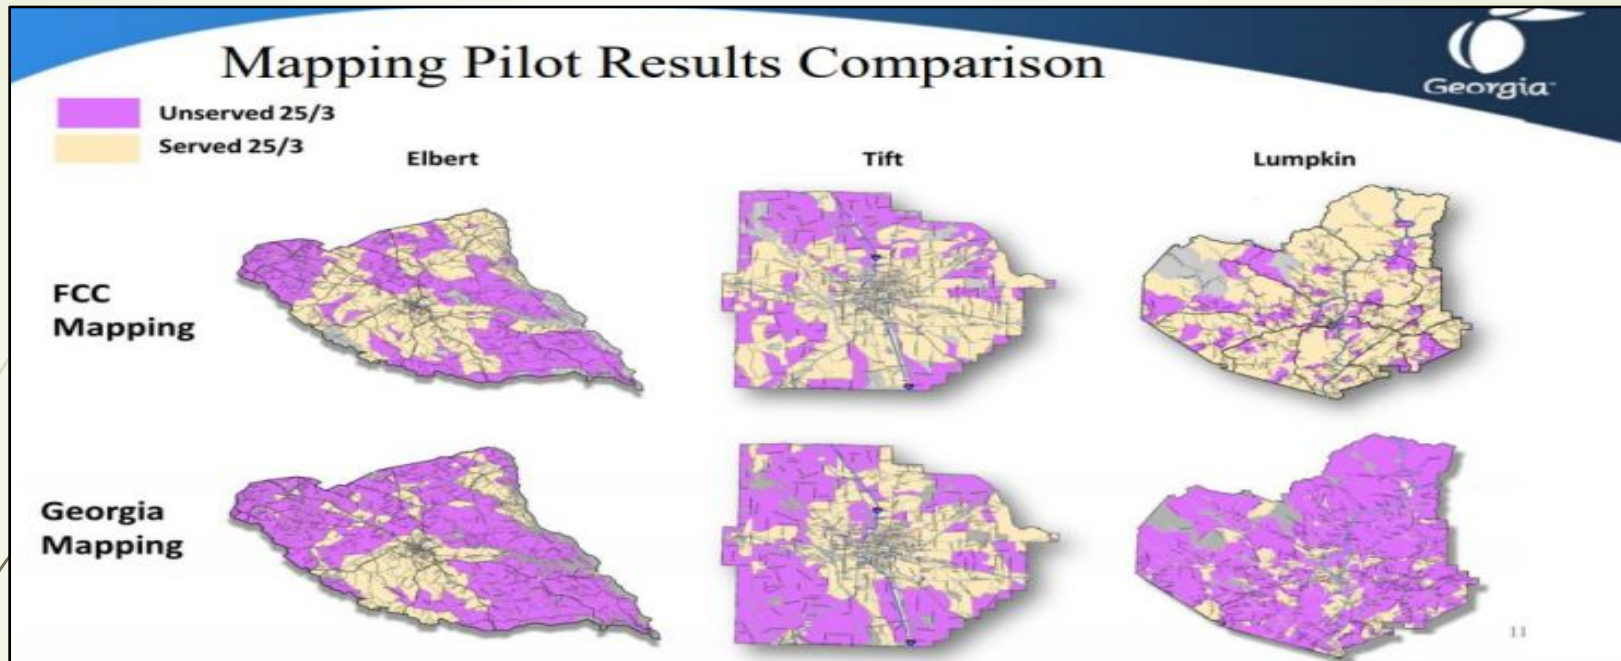 Mapping Pilot Results Comparison
Georgia
Unserved 25/3
Served 25/3
Elbert
Tift
Lumpkin
FCC
Mapping
Georgia
Mapping
11